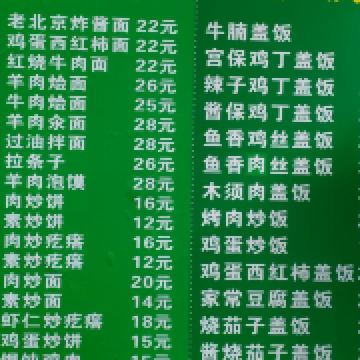 老北京炸酱面 22元
鸡蛋西红柿面 22元
红烧牛肉面 22元
羊肉烩面 26元
牛肉烩面 25元
羊肉汆面 28元
过油拌面 28元
拉条子 26元
羊肉泡馍 28元
肉炒饼 16元
素炒饼 12元
肉炒疙瘩 16元
素炒疙瘩 12元
肉炒面 20元
素炒面 14元
虾仁炒疙瘩 18元
鸡蛋炒饼 15元
牛腩盖饭
宫保鸡丁盖饭
辣子鸡丁盖饭
酱保鸡丁盖饭
鱼香鸡丝盖饭
鱼香肉丝盖饭
木须肉盖饭
烤肉炒饭
鸡蛋炒饭
鸡蛋西红柿盖饭
家常豆腐盖饭
烧茄子盖饭
酱烧茄子盖饭